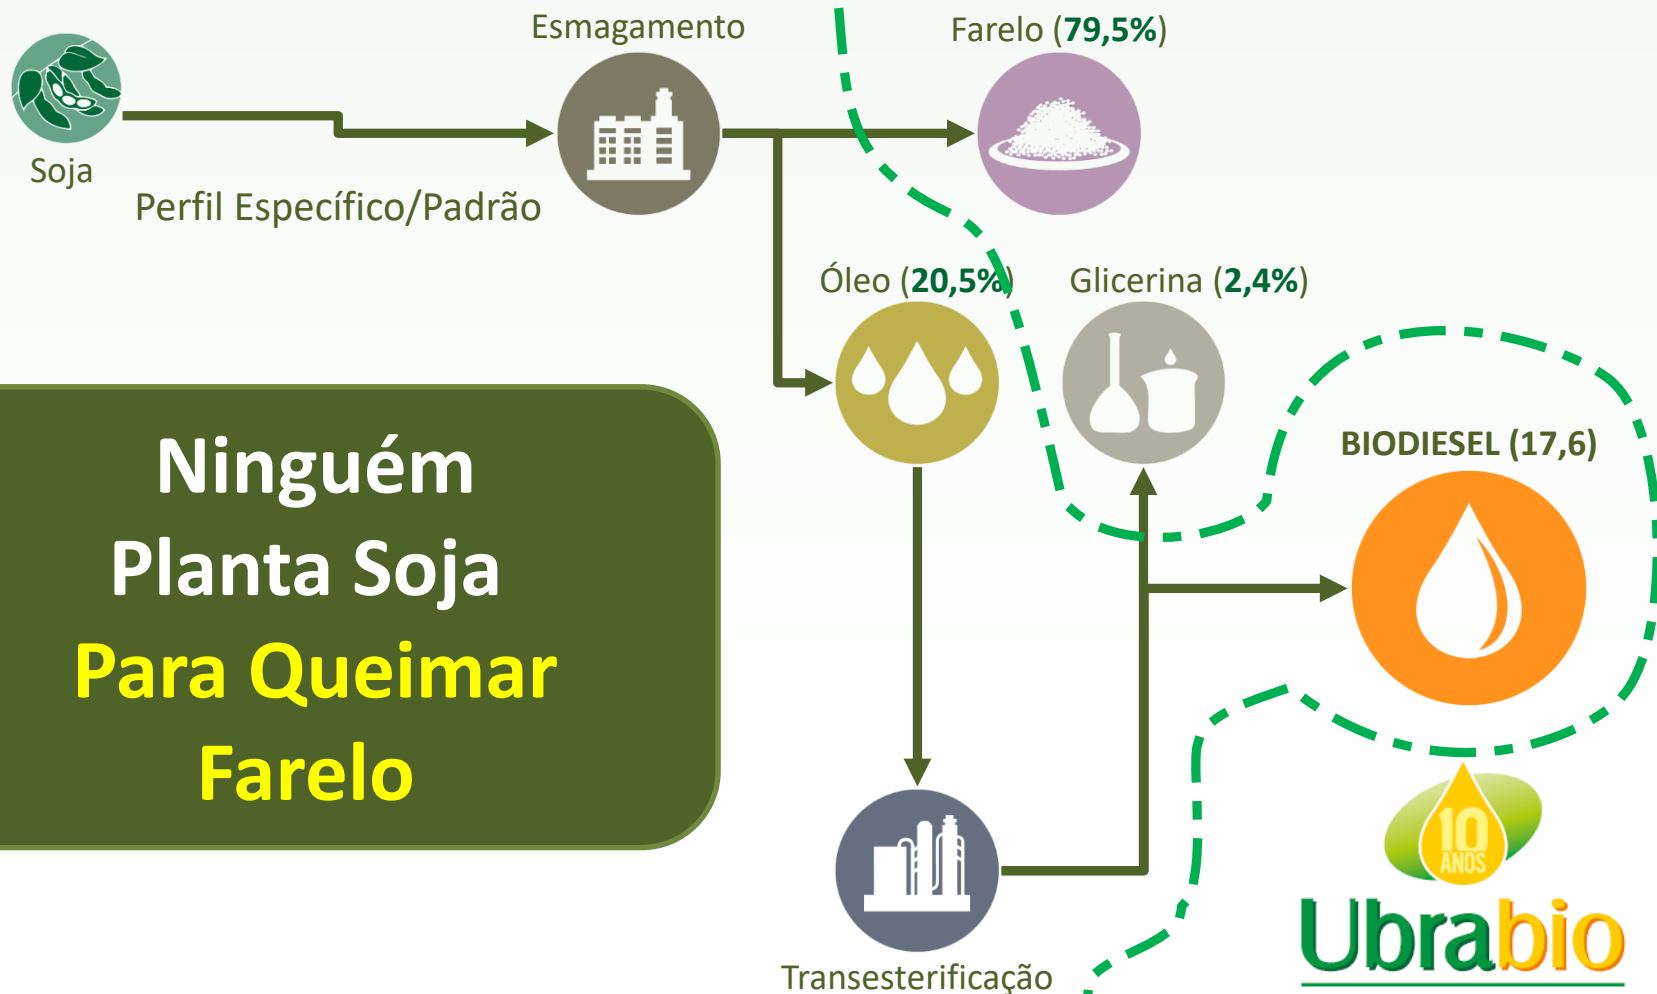 Esmagamento
Farelo (79,5%)
Soja
Perfil Específico/Padrão
Óleo (20,5%)
Glicerina (2,4%)
BIODIESEL (17,6)
Ninguém
Planta Soja
Para Queimar
Farelo
Transesterificação
10
ANOS
Ubrabio